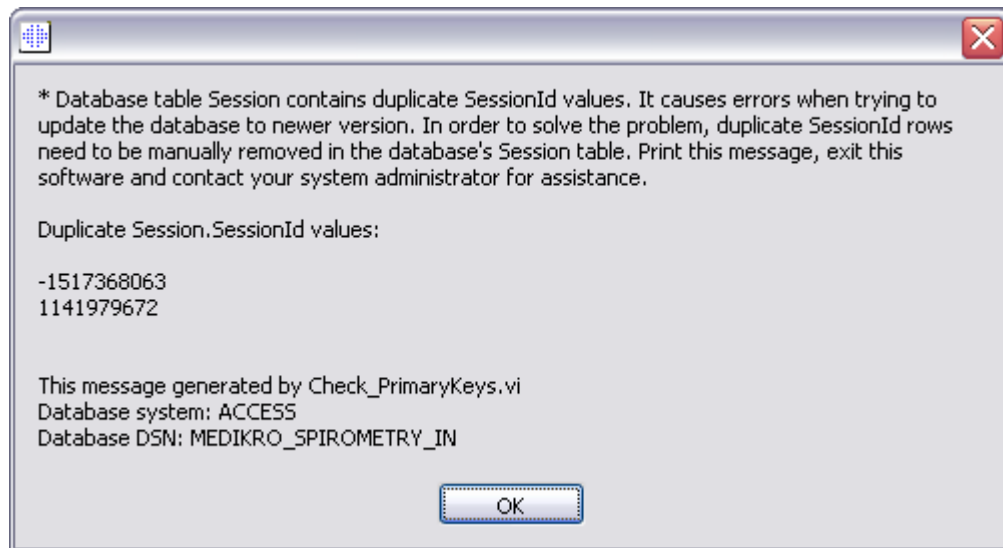 * Database table Session contains duplicate SessionId values. It causes errors when trying to
update the database to newer version. In order to solve the problem, duplicate SessionId rows
need to be manually removed in the database's Session table. Print this message, exit this
software and contact your system administrator for assistance.
Duplicate Session.SessionId values:
-1517368063
1141979672
This message generated by Check_PrimaryKeys.vi
Database system: ACCESS
Database DSN: MEDIKRO_SPIROMETRY_IN
OK